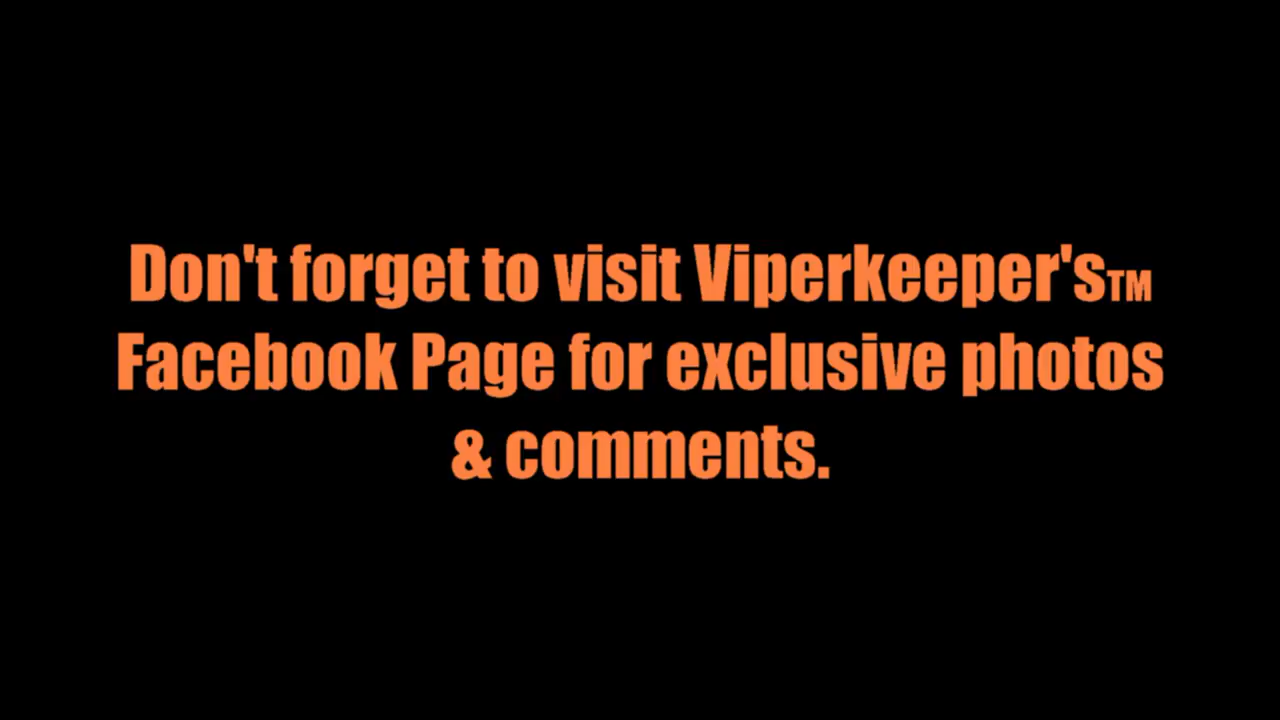 Don't forget to visit Viperkeeper's™
Facebook Page for exclusive photos
& comments.